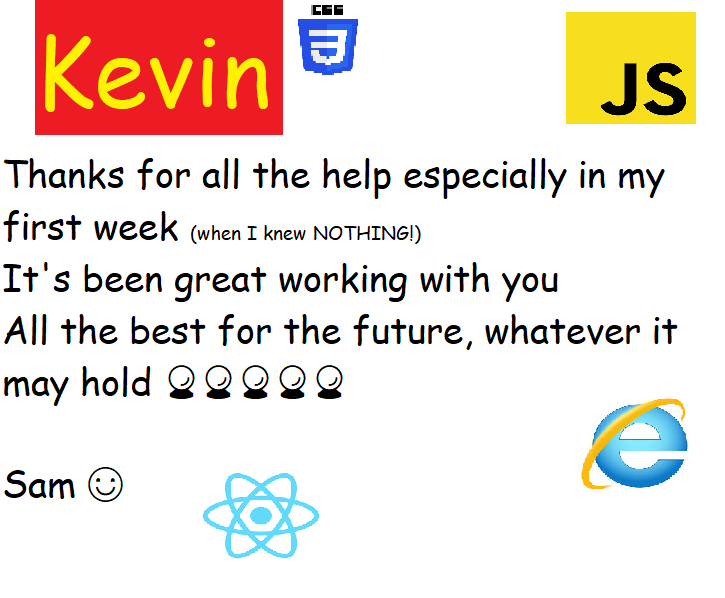 Kevin
CSS
JS
Thanks for all the help especially in my
first week (when I knew NOTHING!)
It's been great working with you
All the best for the future, whatever it
may hold 🔮🔮🔮🔮🔮
Sam ☺